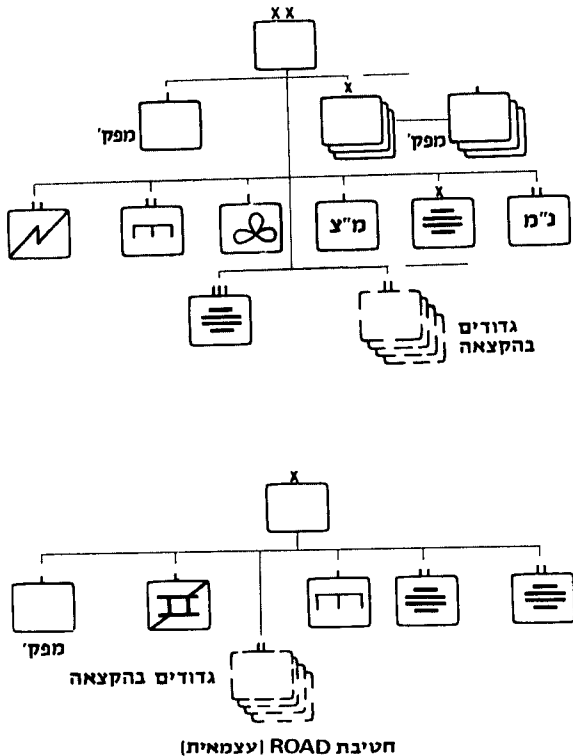 XX
X
מפק'
מפק'
X
מ"צ
נ"מ
גדודים
בהקצאה
X
מפק'
גדודים בהקצאה
חטיבת ROAD (עצמאית)